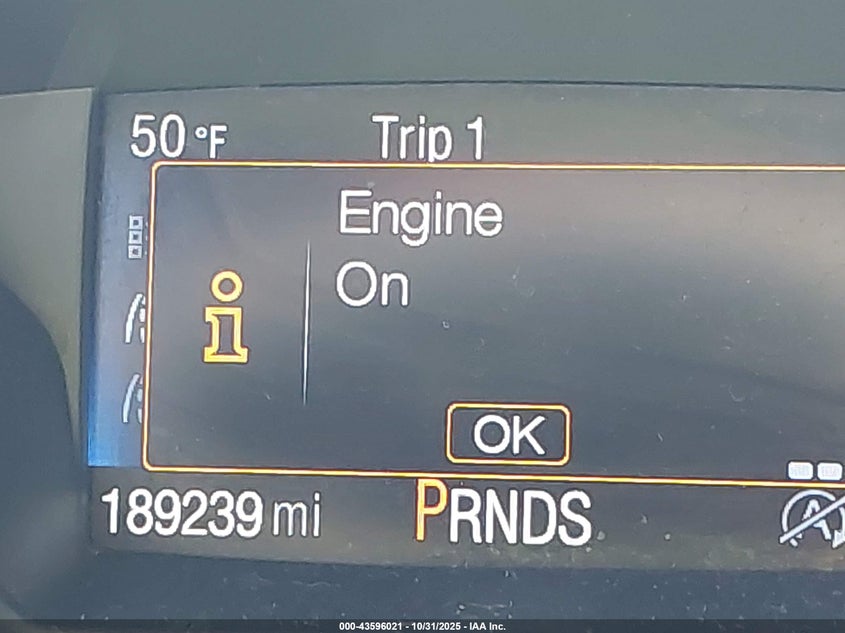 50 °F Trip 1
Engine
On
OK
189239 mi PRNDS
A
000-43596021 - 10/31/2025 - IAA Inc.